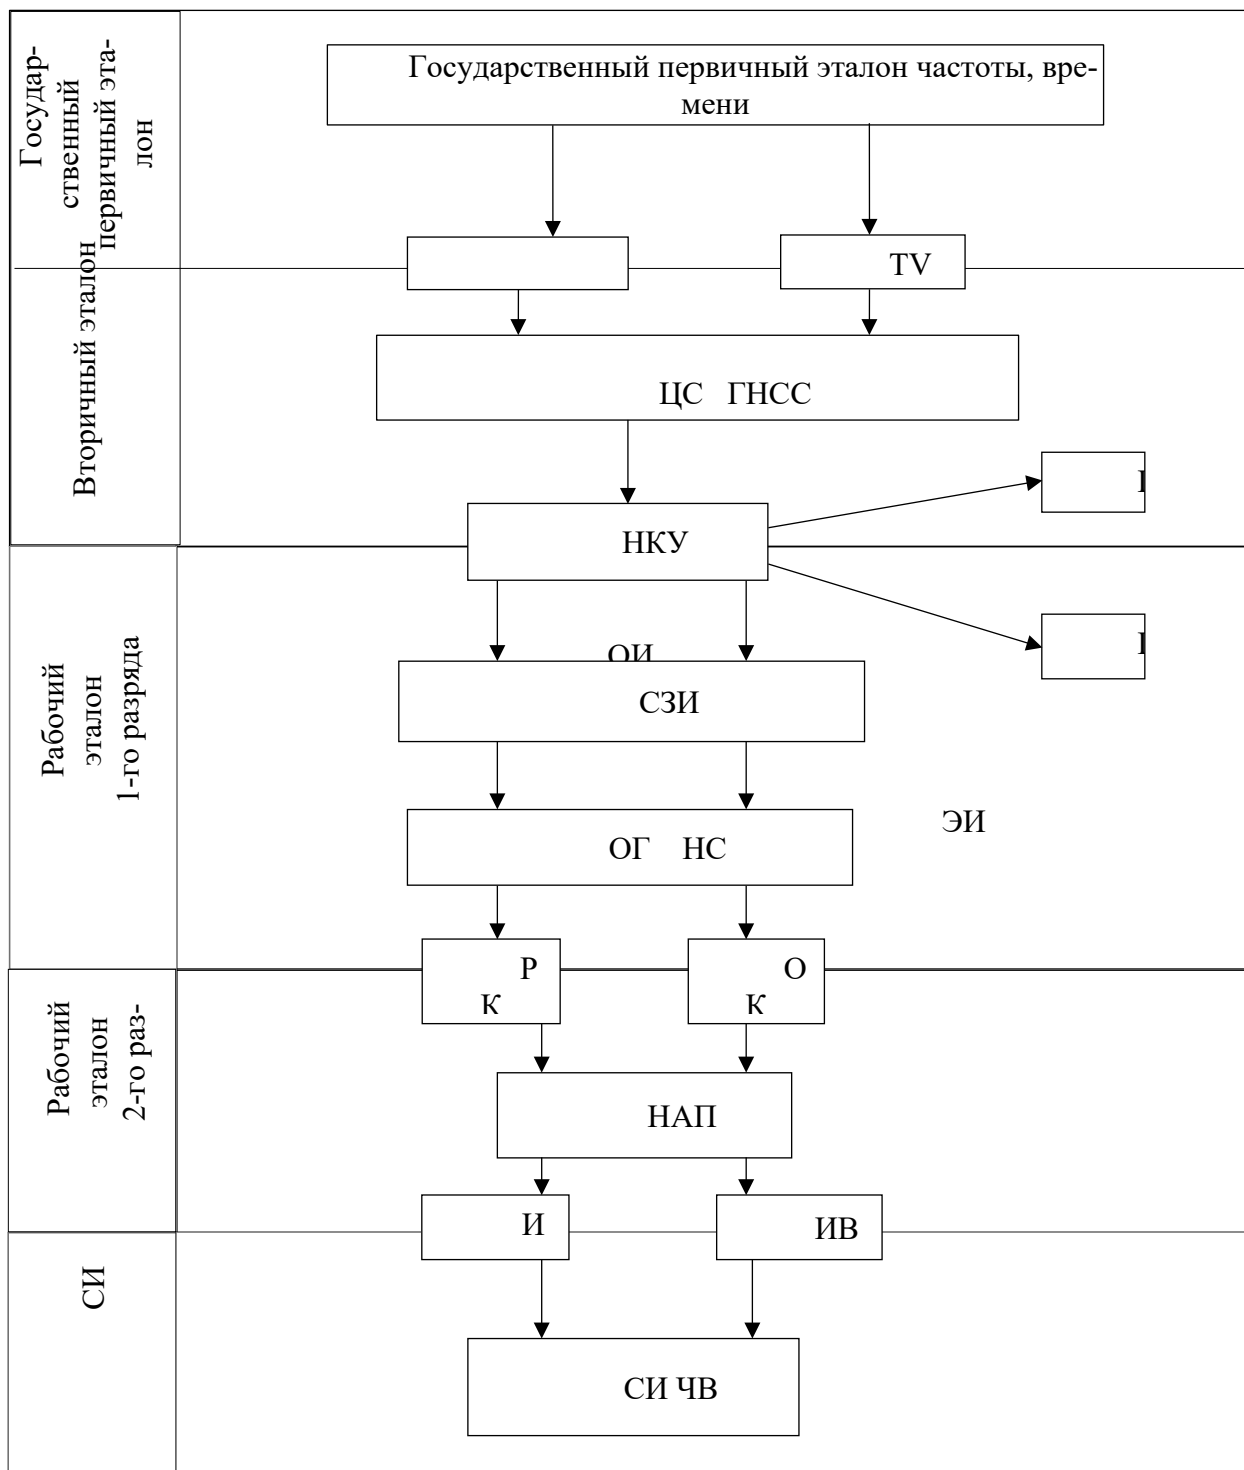 Государ-
ственный
первичный эта-
лон
Государственный первичный эталон частоты, вре-
мени
TV
Вторичный эталон
ЦС ГНСС
НКУ
Рабочий
эталон
1-го разряда
ОИ
СЗИ
ЭИ
ОГ НС
Р
К
О
К
Рабочий
эталон
2-го раз-
НАП
И
ИВ
СИ
СИ ЧВ